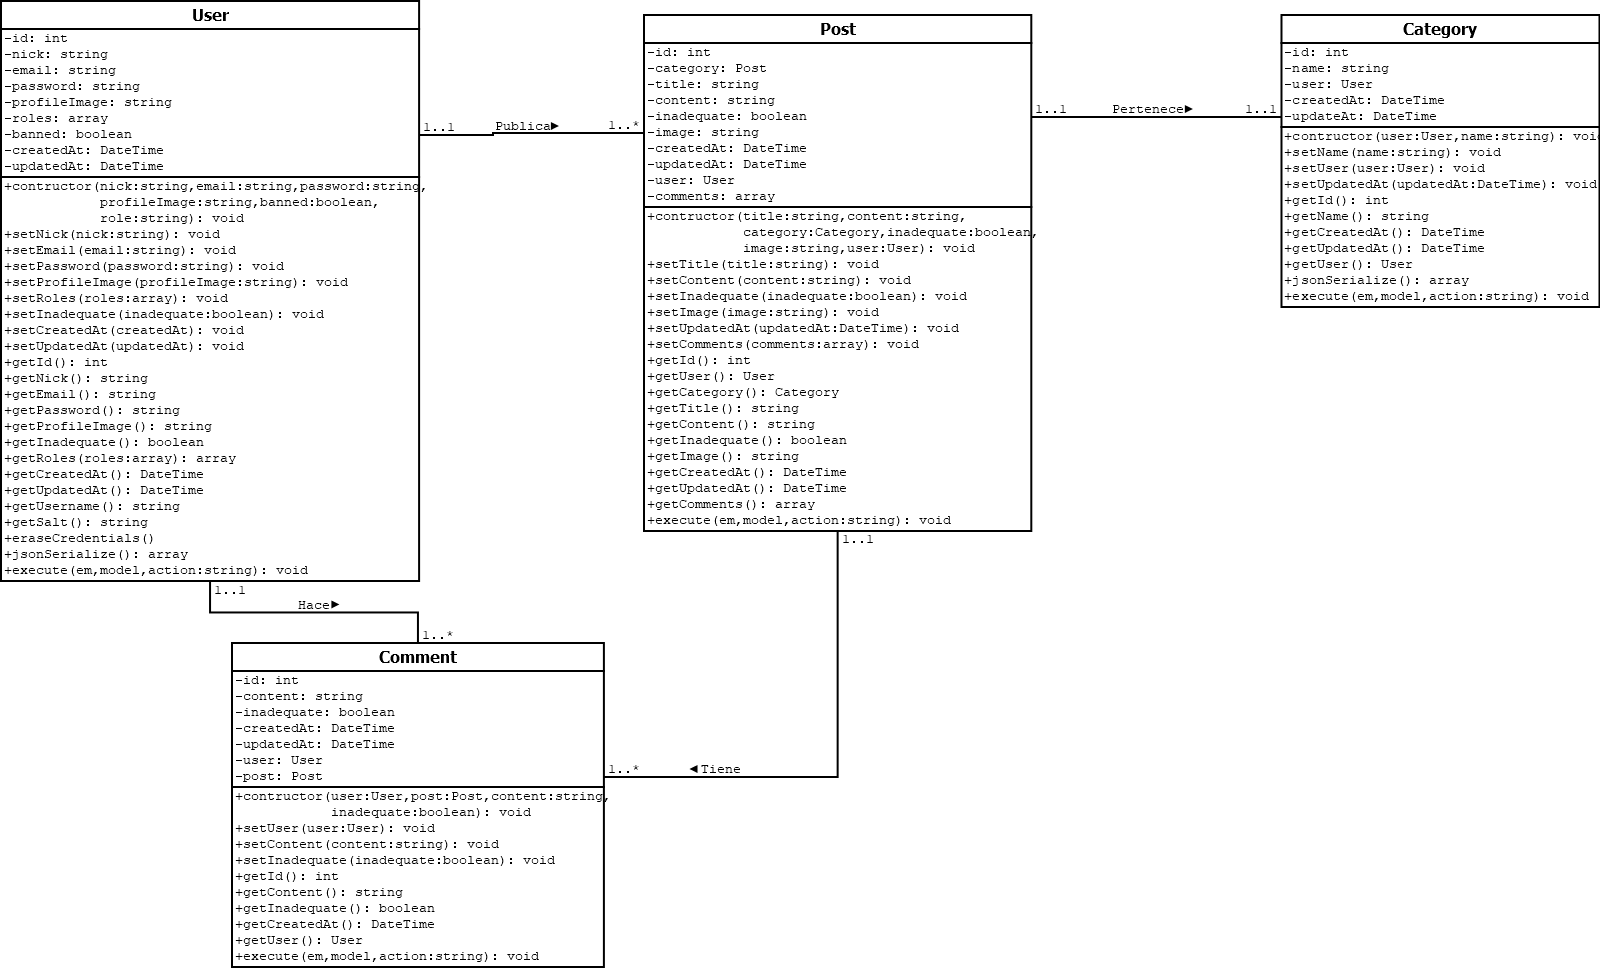 User
-id: int
-nick: string
-email: string
-password: string
-profileImage: string
-roles: array
-banned: boolean
-createdAt: DateTime
-updatedAt: DateTime
+contructor(nick:string,email:string,password:string,
profileImage:string,banned:boolean,
role:string): void
+setNick(nick:string): void
+setEmail(email:string): void
+setPassword(password:string): void
+setProfileImage(profileImage:string): void
+setRoles(roles:array): void
+setInadequate(inadequate:boolean): void
+setCreatedAt(createdAt): void
+setUpdatedAt(updatedAt): void
+getId(): int
+getNick(): string
+getEmail(): string
+getPassword(): string
+getProfileImage(): string
+getInadequate(): boolean
+getRoles(roles:array): array
+getCreatedAt(): DateTime
+getUpdatedAt(): DateTime
+getUsername(): string
+getSalt(): string
+eraseCredentials()
+jsonSerialize(): array
+execute(em,model,action:string): void
1..1
Publica►
1..*
Post
-id: int
-category: Post
-title: string
-content: string
-inadequate: boolean
-image: string
-createdAt: DateTime
-updatedAt: DateTime
-user: User
-comments: array
+contructor(title:string,content:string,
category:Category,inadequate:boolean,
image:string,user:User): void
+setTitle(title:string): void
+setContent(content:string): void
+setInadequate(inadequate:boolean): void
+setImage(image:string): void
+setUpdatedAt(updatedAt:DateTime): void
+setComments(comments:array): void
+getId(): int
+getUser(): User
+getCategory(): Category
+getTitle(): string
+getContent(): string
+getInadequate(): boolean
+getImage(): string
+getCreatedAt(): DateTime
+getUpdatedAt(): DateTime
+getComments(): array
+execute(em,model,action:string): void
1..1
Pertenece►
1..1
Category
-id: int
-name: string
-user: User
-createdAt: DateTime
-updateAt: DateTime
+contructor(user:User,name:string): voi
+setName(name:string): void
+setUser(user:User): void
+setUpdatedAt(updatedAt:DateTime): void
+getId(): int
+getName(): string
+getCreatedAt(): DateTime
+getUpdatedAt(): DateTime
+getUser(): User
+jsonSerialize(): array
+execute(em,model,action:string): void
1..1
Hace►
1..*
Comment
-id: int
-content: string
-inadequate: boolean
-createdAt: DateTime
-updatedAt: DateTime
-user: User
-post: Post
+contructor(user:User,post:Post,content:string,
inadequate:boolean): void
+setUser(user:User): void
+setContent(content:string): void
+setInadequate(inadequate:boolean): void
+getId(): int
+getContent(): string
+getInadequate(): boolean
+getCreatedAt(): DateTime
+getUser(): User
+execute(em,model,action:string): void
1..1
1..*
◄Tiene